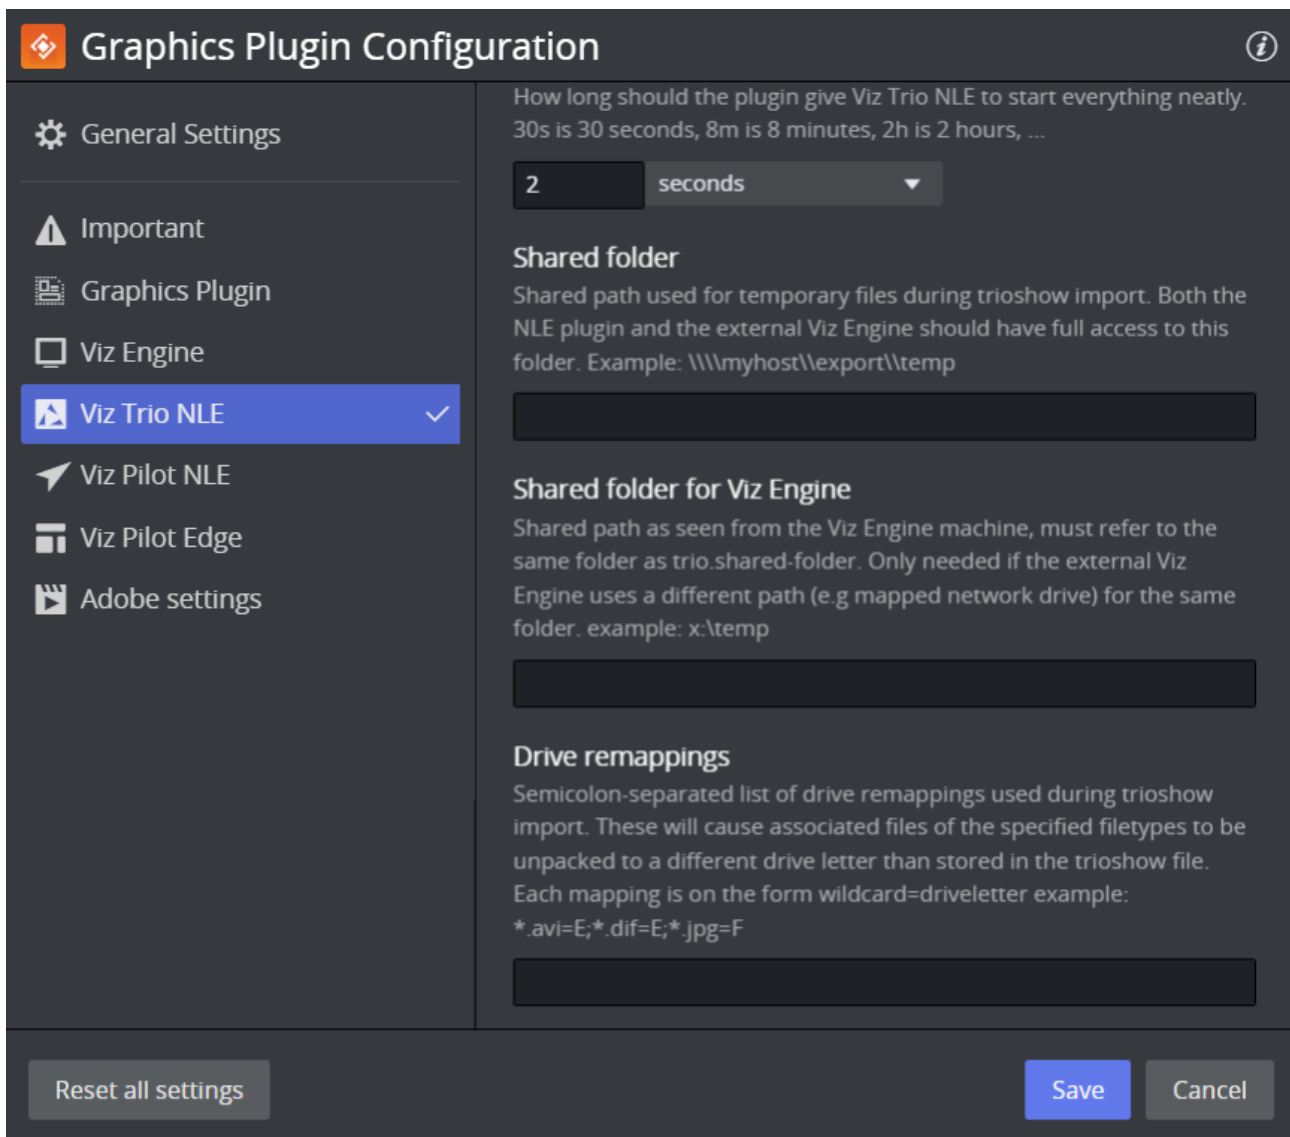 Graphics Plugin Configuration
General Settings
Important
Graphics Plugin
Viz Engine
Viz Trio NLE
Viz Pilot NLE
Viz Pilot Edge
Adobe settings
How long should the plugin give Viz Trio NLE to start everything neatly.
30s is 30 seconds, 8m is 8 minutes, 2h is 2 hours, ...
2 seconds
Shared folder
Shared path used for temporary files during trioshow import. Both the
NLE plugin and the external Viz Engine should have full access to this
folder. Example: \\\\myhost\\export\\temp
Shared folder for Viz Engine
Shared path as seen from the Viz Engine machine, must refer to the
same folder as trio.shared-folder. Only needed if the external Viz
Engine uses a different path (e.g mapped network drive) for the same
folder. example: x:\temp
Drive remappings
Semicolon-separated list of drive remappings used during trioshow
import. These will cause associated files of the specified filetypes to be
unpacked to a different drive letter than stored in the trioshow file.
Each mapping is on the form wildcard=driveletter example:
*.avi=E;*.dif=E;*.jpg=F
Reset all settings
Save
Cancel